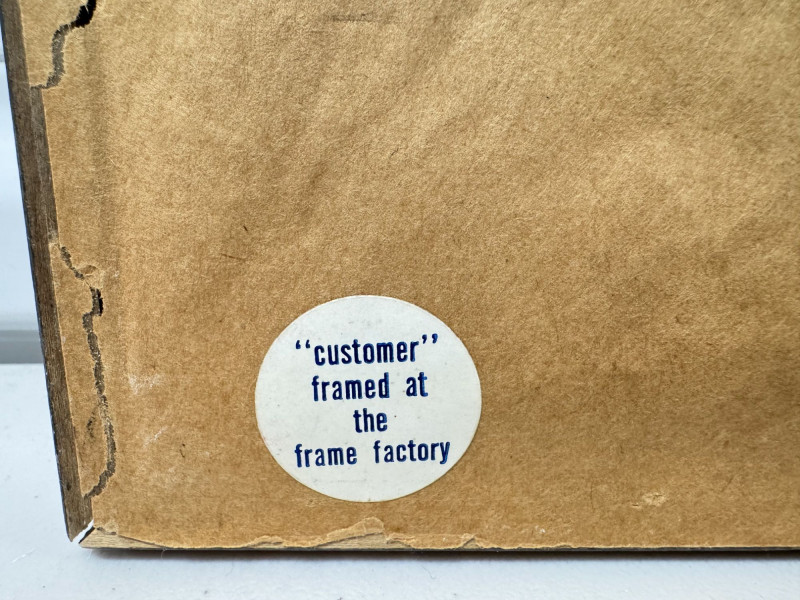 “customer”
framed at
the
frame factory